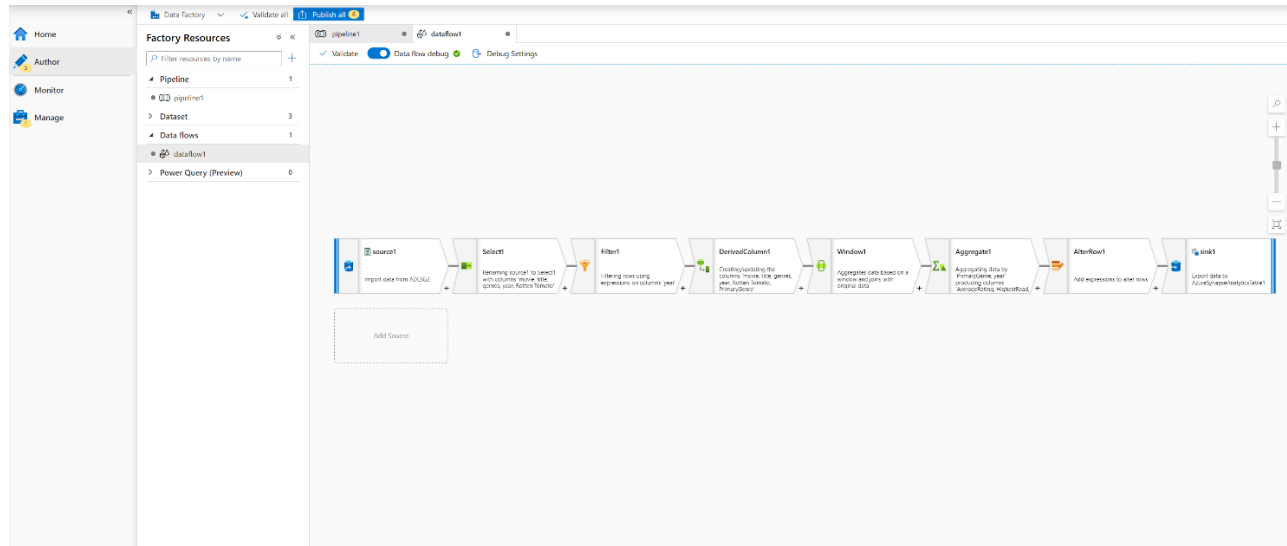 «
Home
Author
Monitor
Manage
Data Factory
Validate all
Publish all
Factory Resources
Filter resources by name
Pipeline 1
pipeline1
Dataset 3
Data flows 1
dataflow1
Power Query (Preview) 0
pipeline1
dataflow1
Validate
Data flow debug
Debug Settings
source1
Import data from ADLSG2
Select1
Renaming source1 to Select1
with columns 'movie, title,
genres, year, Rotten Tomato'
Filter1
Filtering rows using
expressions on columns 'year'
DerivedColumn1
Creating/updating the
columns 'movie, title, genres,
year, Rotten Tomato,
PrimaryGenre'
Window1
Aggregates data based on a
window and joins with
original data
Aggregate1
Aggregating data by
'PrimaryGenre, year'
producing columns
'AverageRating, HighestRated,
AlterRow1
Add expressions to alter rows
sink1
Export data to
AzureSynapseAnalyticsTable1
Add Source